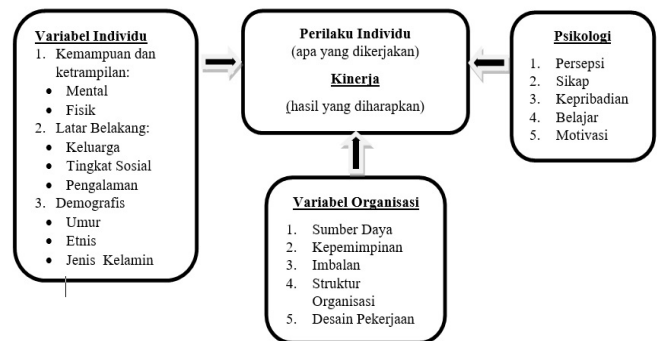 Variabel Individu
1. Kemampuan dan
ketrampilan:
• Mental
• Fisik
2. Latar Belakang:
• Keluarga
• Tingkat Sosial
• Pengalaman
3. Demografis
• Umur
• Etnis
• Jenis Kelamin
Perilaku Individu
(apa yang dikerjakan)
Kinerja
(hasil yang diharapkan)
Psikologi
1. Persepsi
2. Sikap
3. Kepribadian
4. Belajar
5. Motivasi
Variabel Organisasi
1. Sumber Daya
2. Kepemimpinan
3. Imbalan
4. Struktur
Organisasi
5. Desain Pekerjaan